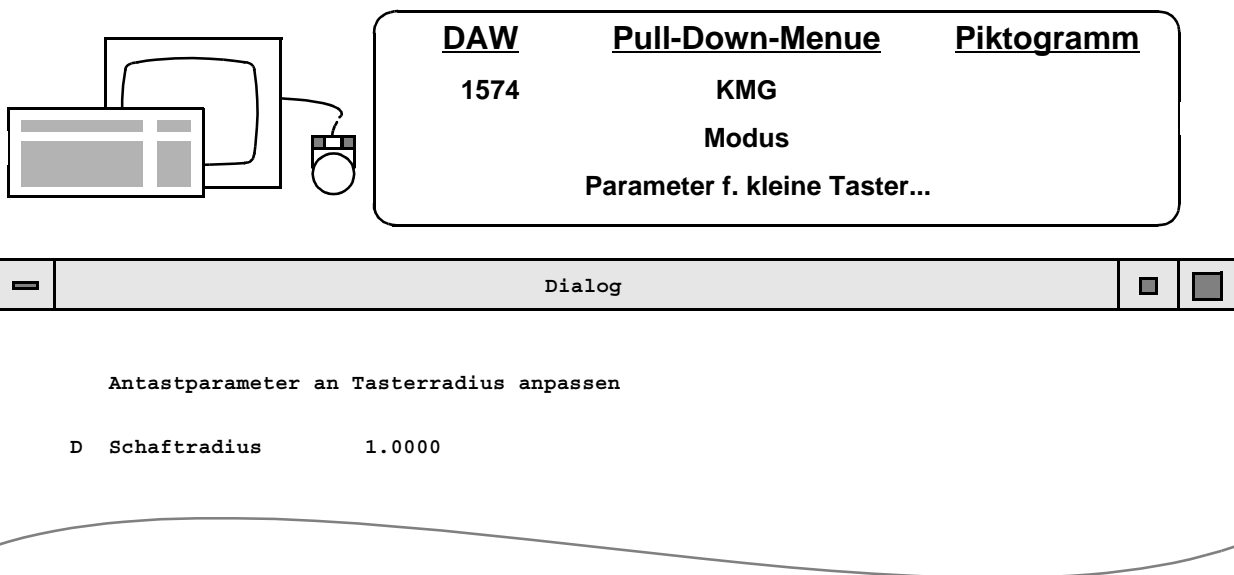 DAW Pull-Down-Menue Piktogramm
1574 KMG
Modus
Parameter f. kleine Taster...
Dialog
Antastparameter an Tasterradius anpassen
D Schaftradius 1.0000